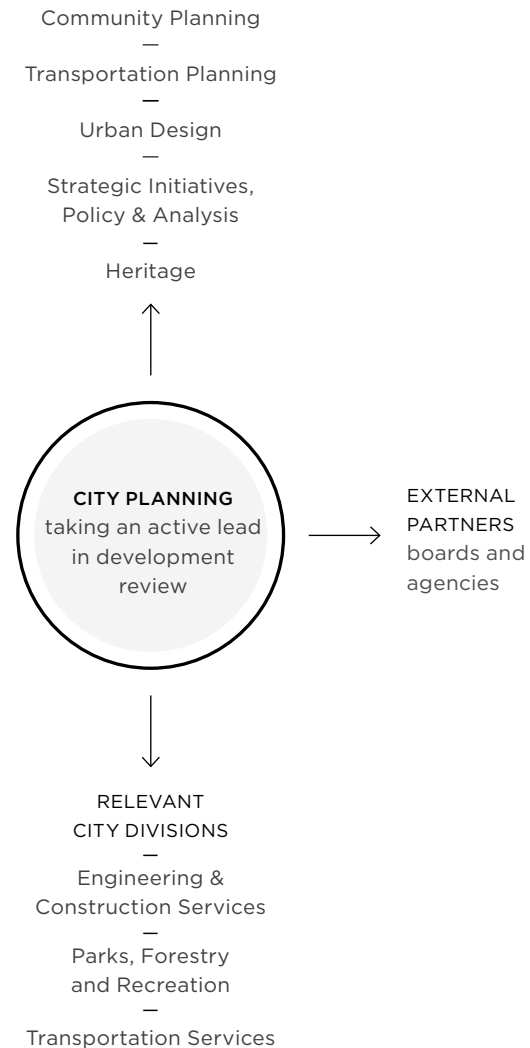 Community Planning
—
Transportation Planning
—
Urban Design
—
Strategic Initiatives,
Policy & Analysis
—
Heritage
CITY PLANNING
taking an active lead
in development
review
EXTERNAL
PARTNERS
boards and
agencies
RELEVANT
CITY DIVISIONS
—
Engineering &
Construction Services
—
Parks, Forestry
and Recreation
—
Transportation Services